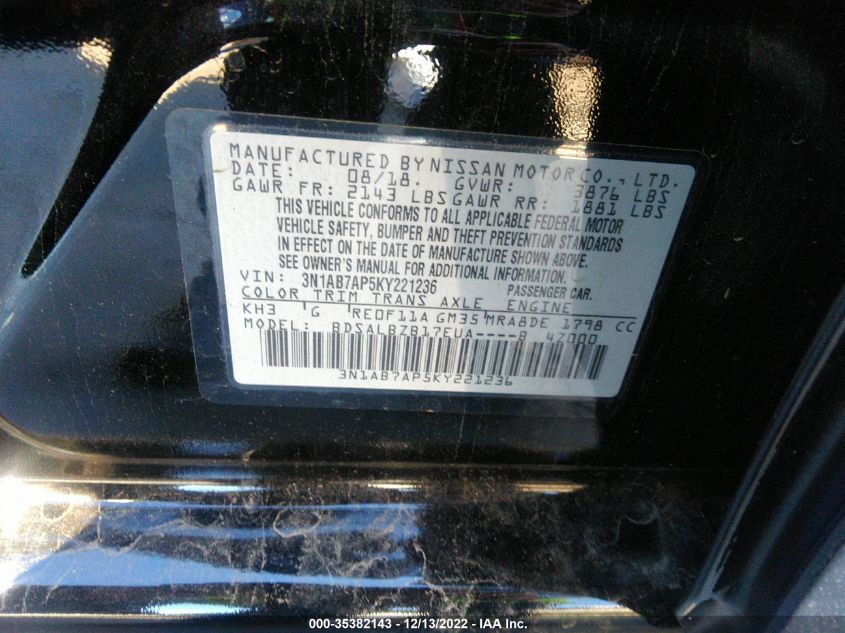 MANUFACTURED BY NISSAN MOTOR CO., LTD.
DATE: 08/18. GVWR: 3876 LBS
GAWR FR: 2143 LBS GAWR RR: 1881 LBS
THIS VEHICLE CONFORMS TO ALL APPLICABLE FEDERAL MOTOR
VEHICLE SAFETY, BUMPER AND THEFT PREVENTION STANDARDS
IN EFFECT ON THE DATE OF MANUFACTURE SHOWN ABOVE.
SEE OWNER'S MANUAL FOR ADDITIONAL INFORMATION.
VIN: 3N1AB7AP5KY221236 PASSENGER CAR.
COLOR TRIM TRANS AXLE ENGINE
KH3 G RE0F11A GM35 MRA8DE 1798 CC
MODEL: BDSALBZB17EUA----B 47000
3N1AB7AP5KY221236
000-35382143 - 12/13/2022 - IAA Inc.